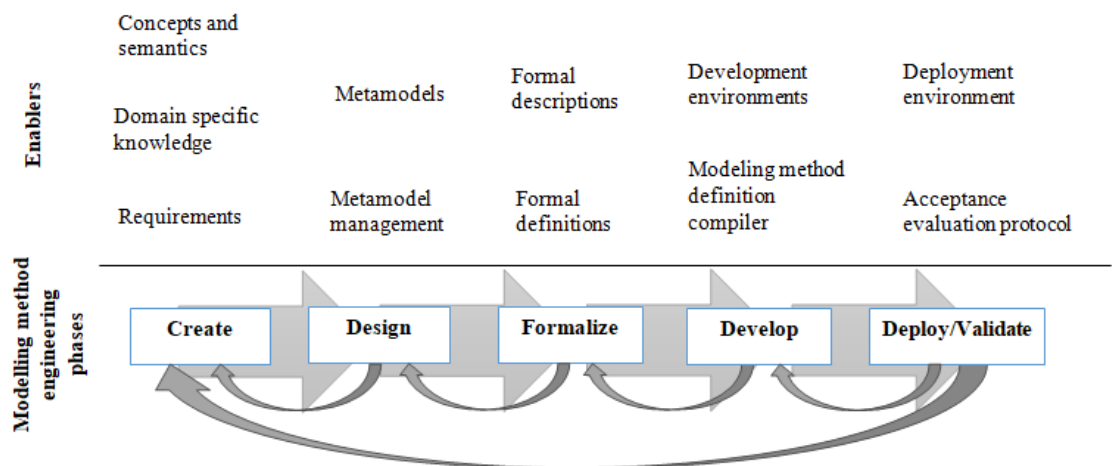 Enablers
Concepts and
semantics
Domain specific
knowledge
Requirements
Metamodels
Metamodel
management
Formal
descriptions
Formal
definitions
Development
environments
Modeling method
definition
compiler
Deployment
environment
Acceptance
evaluation protocol
Modelling method
engineering
phases
Create
Design
Formalize
Develop
Deploy/Validate